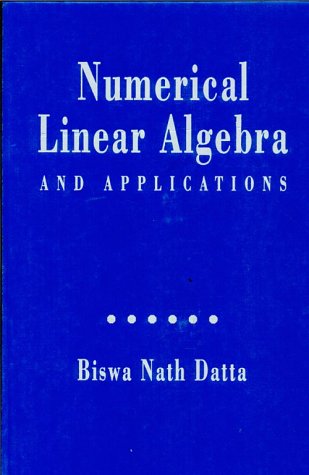 Numerical
Linear Algebra
AND APPLICATIONS
Biswa Nath Datta